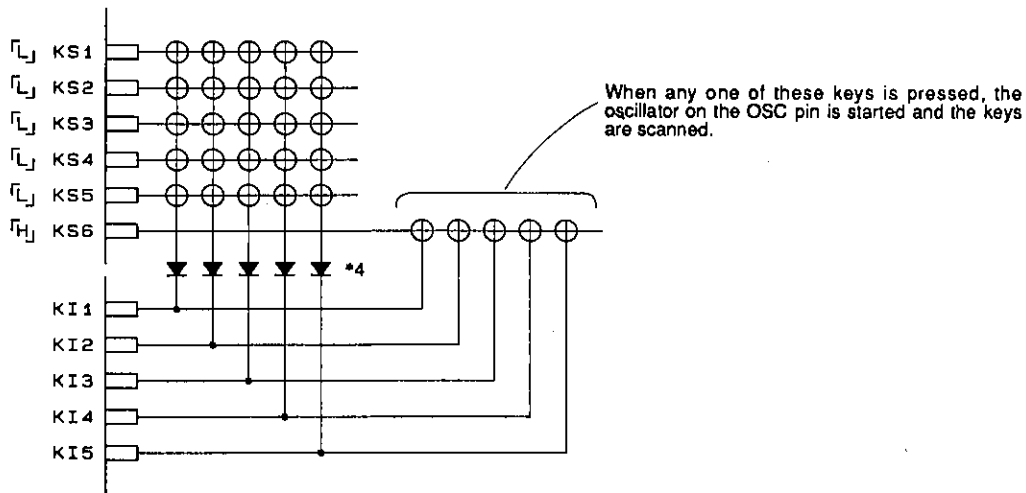 「L」 KS1
「L」 KS2
「L」 KS3
「L」 KS4
「L」 KS5
「H」 KS6
When any one of these keys is pressed, the
oscillator on the OSC pin is started and the keys
are scanned.
*4
KI1
KI2
KI3
KI4
KI5